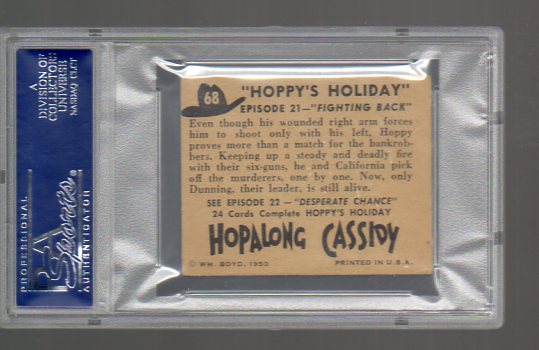 A
DIVISION OF
COLLECTORS
UNIVERSE
NASDAQ: CLCT
PSA
Sports
PROFESSIONAL
AUTHENTICATOR
68
"HOPPY'S HOLIDAY"
EPISODE 21—"FIGHTING BACK"
Even though his wounded right arm forces
him to shoot only with his left, Hoppy
proves more than a match for the bankrob-
bers. Keeping up a steady and deadly fire
with their six-guns, he and California pick
off the murderers, one by one. Now, only
Dunning, their leader, is still alive.
SEE EPISODE 22 — "DESPERATE CHANCE"
24 Cards Complete HOPPY'S HOLIDAY
HOPALONG CASSIDY
© WM. BOYD, 1950
PRINTED IN U.S.A.